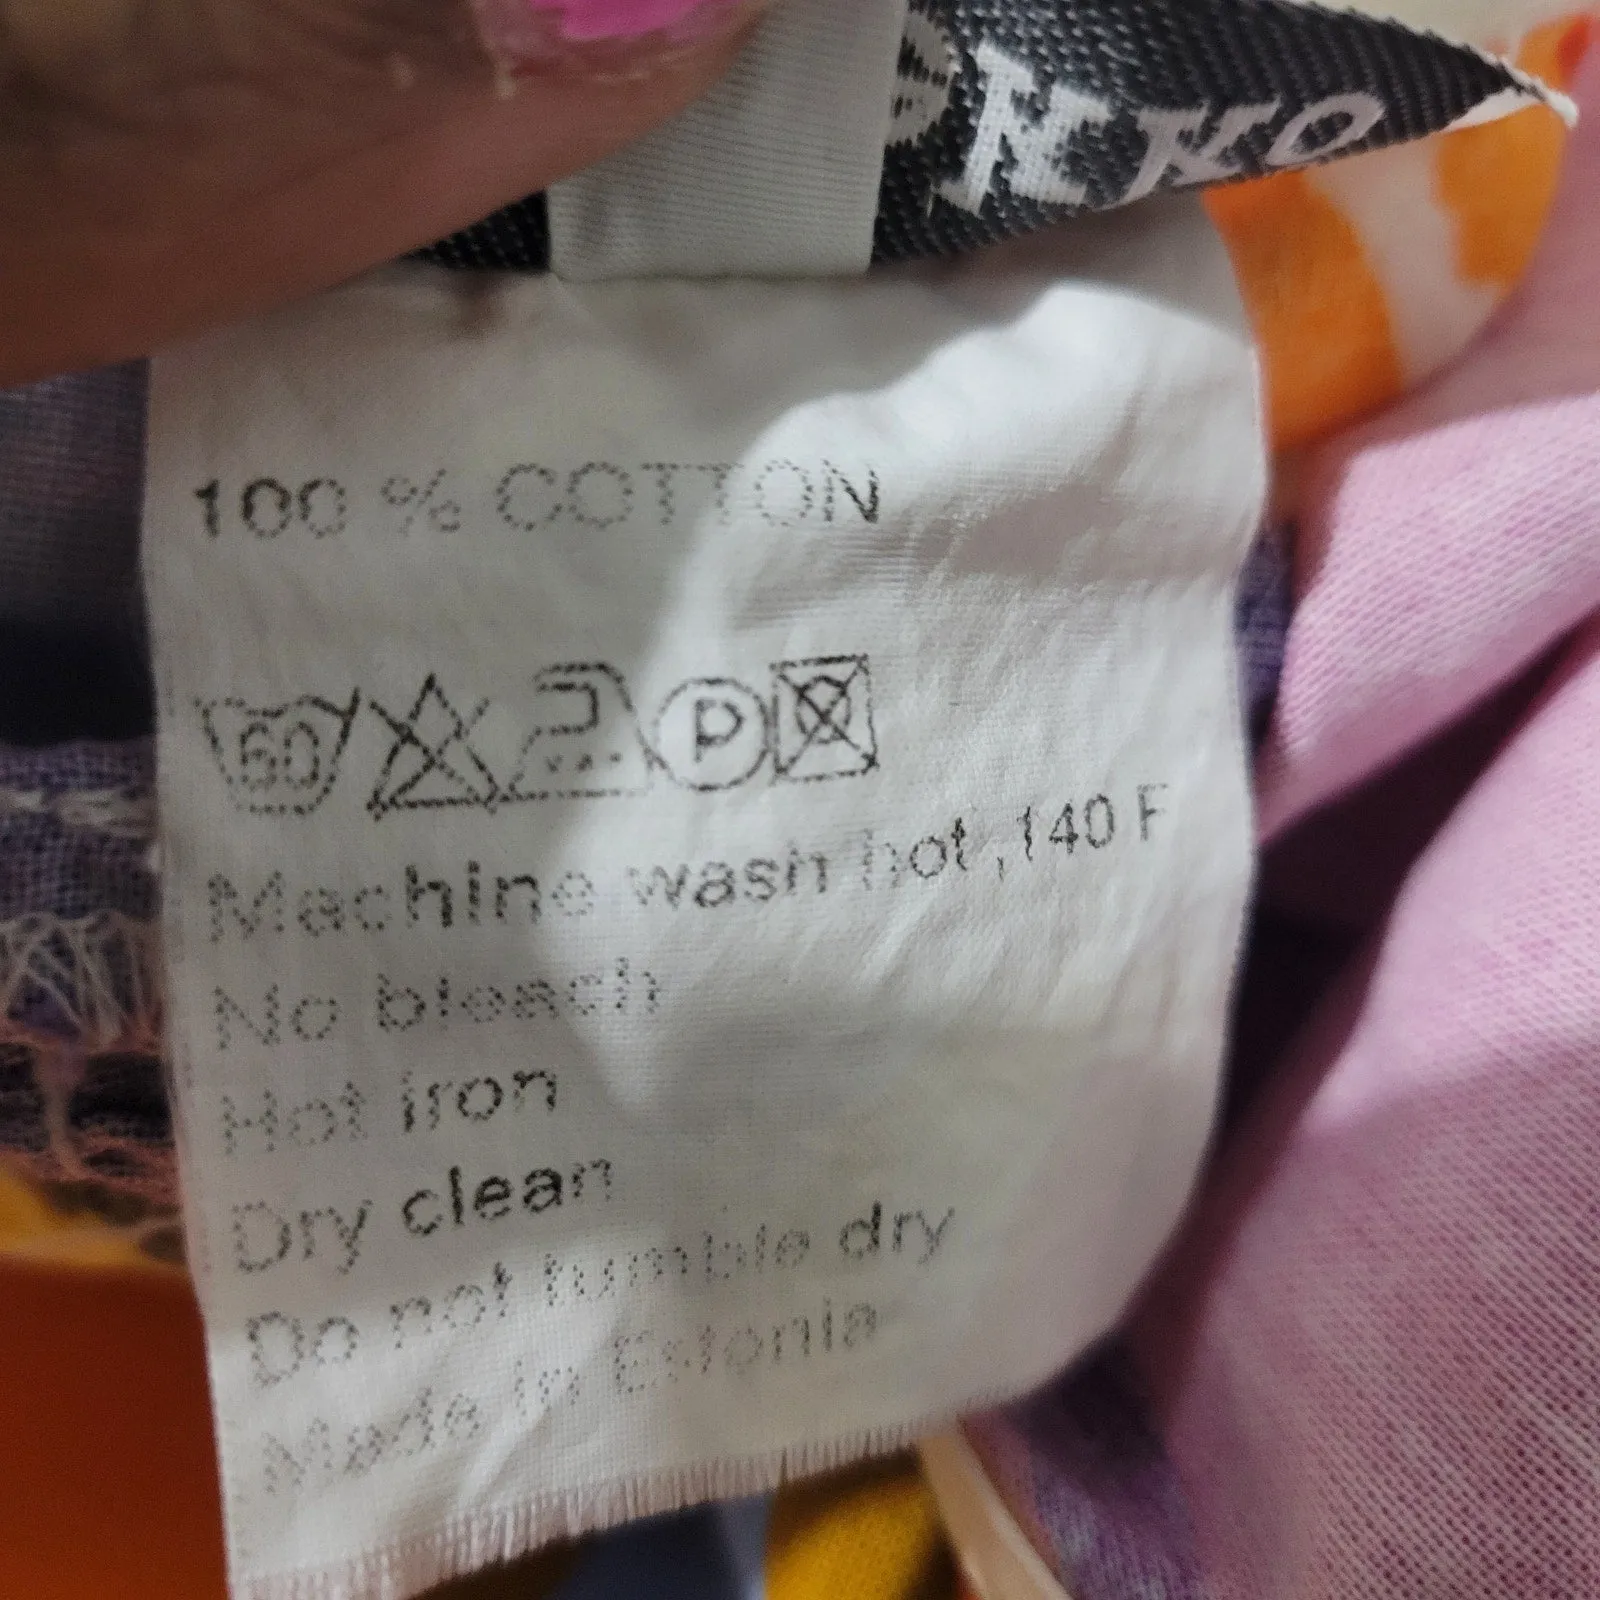 100 % COTTON
60 P
Machine wash hot ,140 F
No bleach
Hot iron
Dry clean
Do not tumble dry
Made in Estonia